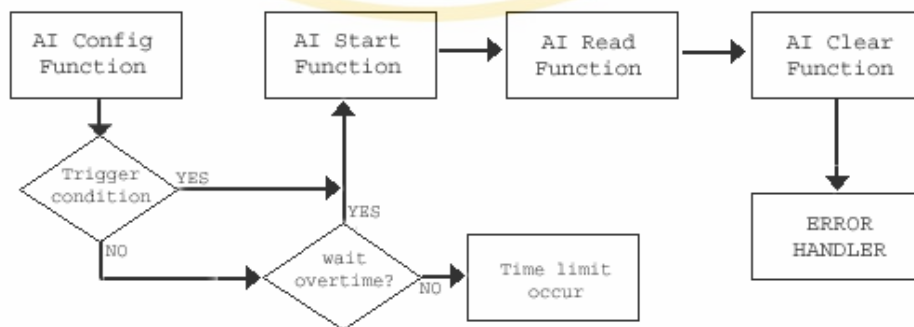 AI Config
Function
AI Start
Function
AI Read
Function
AI Clear
Function
Trigger
condition
YES
NO
YES
wait
overtime?
NO
Time limit
occur
ERROR
HANDLER